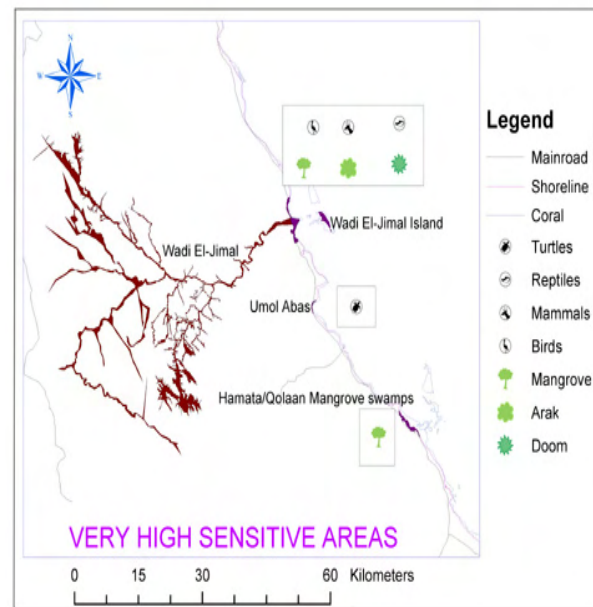 N
W E
S
Wadi El-Jimal
Wadi El-Jimal Island
Umol Abas
Hamata/Qolaan Mangrove swamps
VERY HIGH SENSITIVE AREAS
0 15 30 60 Kilometers
Legend
Mainroad
Shoreline
Coral
Turtles
Reptiles
Mammals
Birds
Mangrove
Arak
Doom